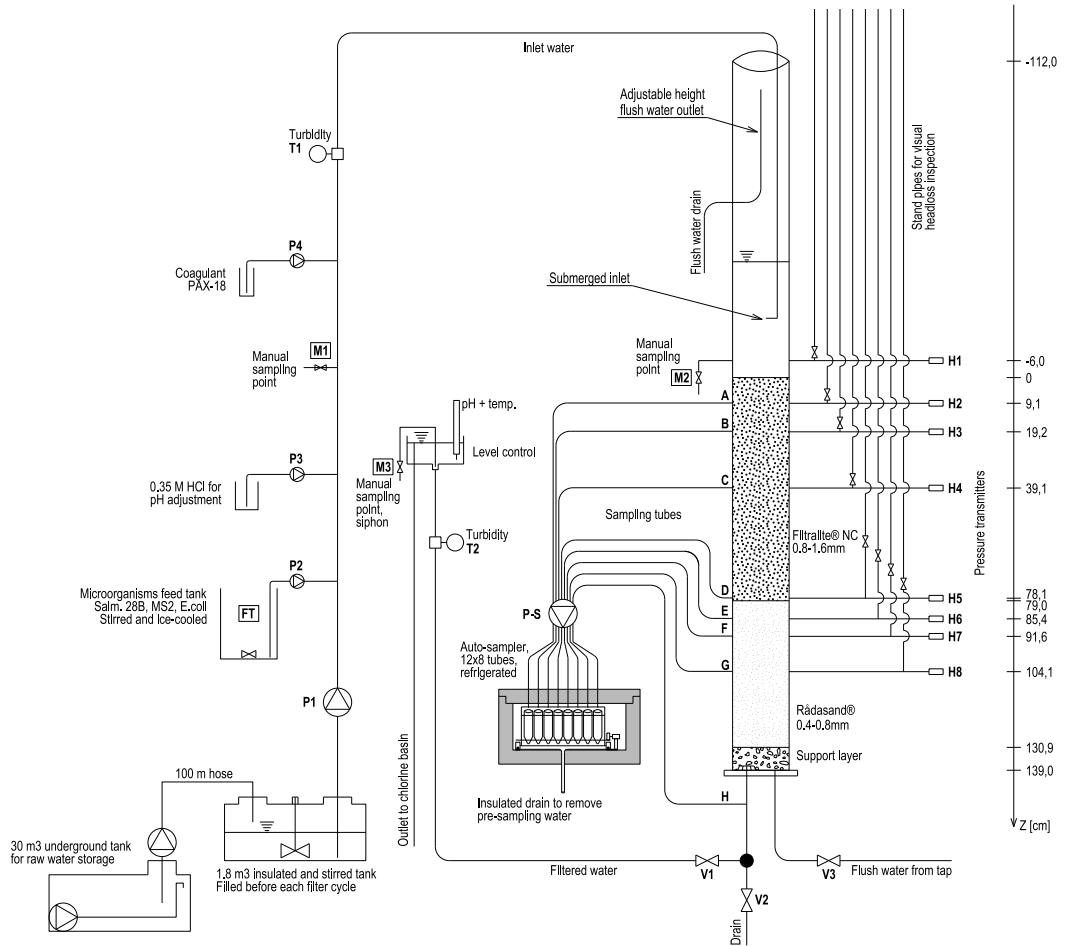 Inlet water
-112,0
Adjustable height
flush water outlet
Turbidity
T1
Stand pipes for visual
headloss inspection
Flush water drain
P4
Coagulant
PAX-18
Submerged inlet
M1
Manual
sampling
point
Manual
sampling
point
M2
H1
-6,0
0
A
H2
9,1
pH + temp.
B
H3
19,2
Level control
P3
M3
0.35 M HCl for
pH adjustment
Manual
sampling
point,
siphon
C
H4
39,1
Sampling tubes
Filtralite® NC
0.8-1.6mm
Pressure transmitters
Turbidity
T2
P2
Microorganisms feed tank
Salm. 28B, MS2, E.coli
Stirred and Ice-cooled
FT
D
H5
78,1
79,0
P-S
E
H6
85,4
F
H7
91,6
Auto-sampler,
12x8 tubes,
refrigerated
G
H8
104,1
P1
Rådasand®
0.4-0.8mm
Outlet to chlorine basin
130,9
Support layer
139,0
100 m hose
H
Insulated drain to remove
pre-sampling water
Z [cm]
30 m3 underground tank
for raw water storage
1.8 m3 insulated and stirred tank
Filled before each filter cycle
Filtered water
V1
V3
Flush water from tap
V2
Drain